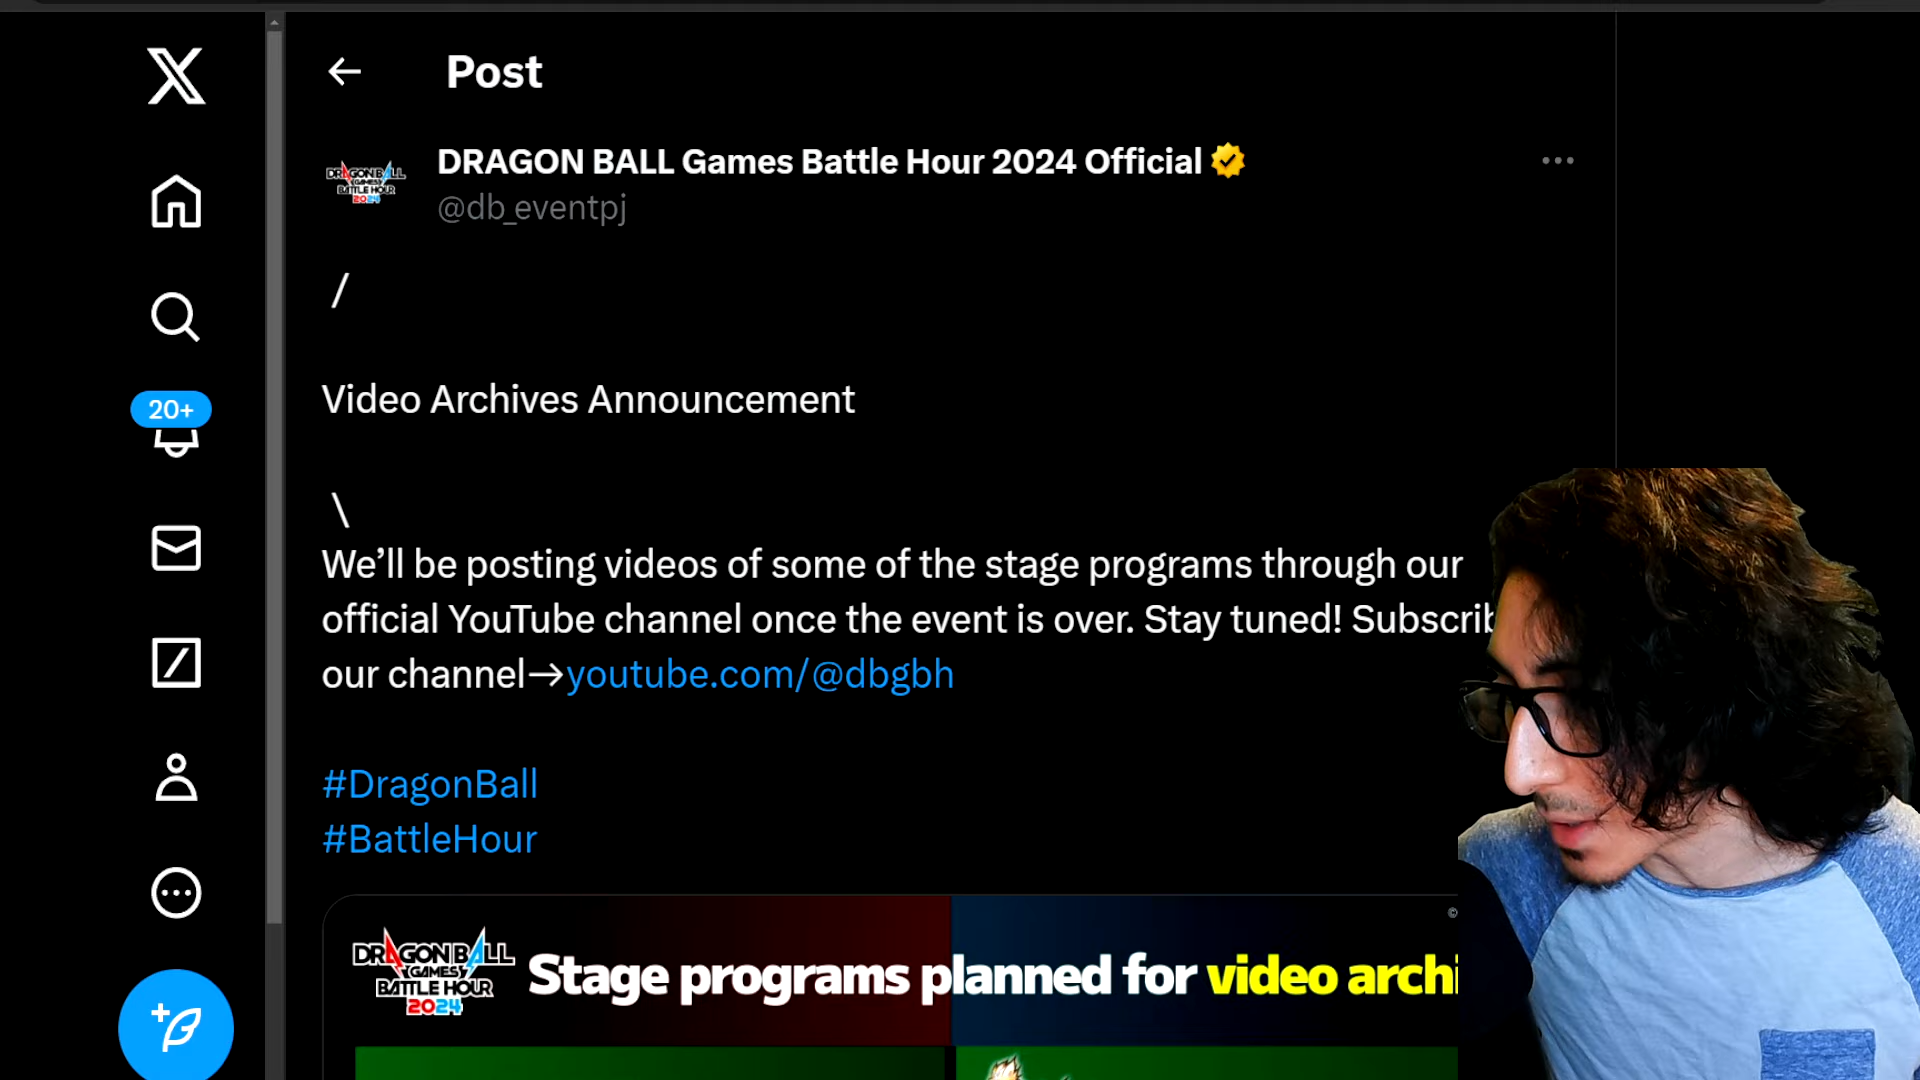 Post
DRAGON BALL Games Battle Hour 2024 Official
@db_eventpj
/
20+
Video Archives Announcement
\
We’ll be posting videos of some of the stage programs through our
official YouTube channel once the event is over. Stay tuned! Subscrib
our channel→youtube.com/@dbgbh
#DragonBall
#BattleHour
©
DRAGON BALL
GAMES
BATTLE HOUR
2024
Stage programs planned for video archi